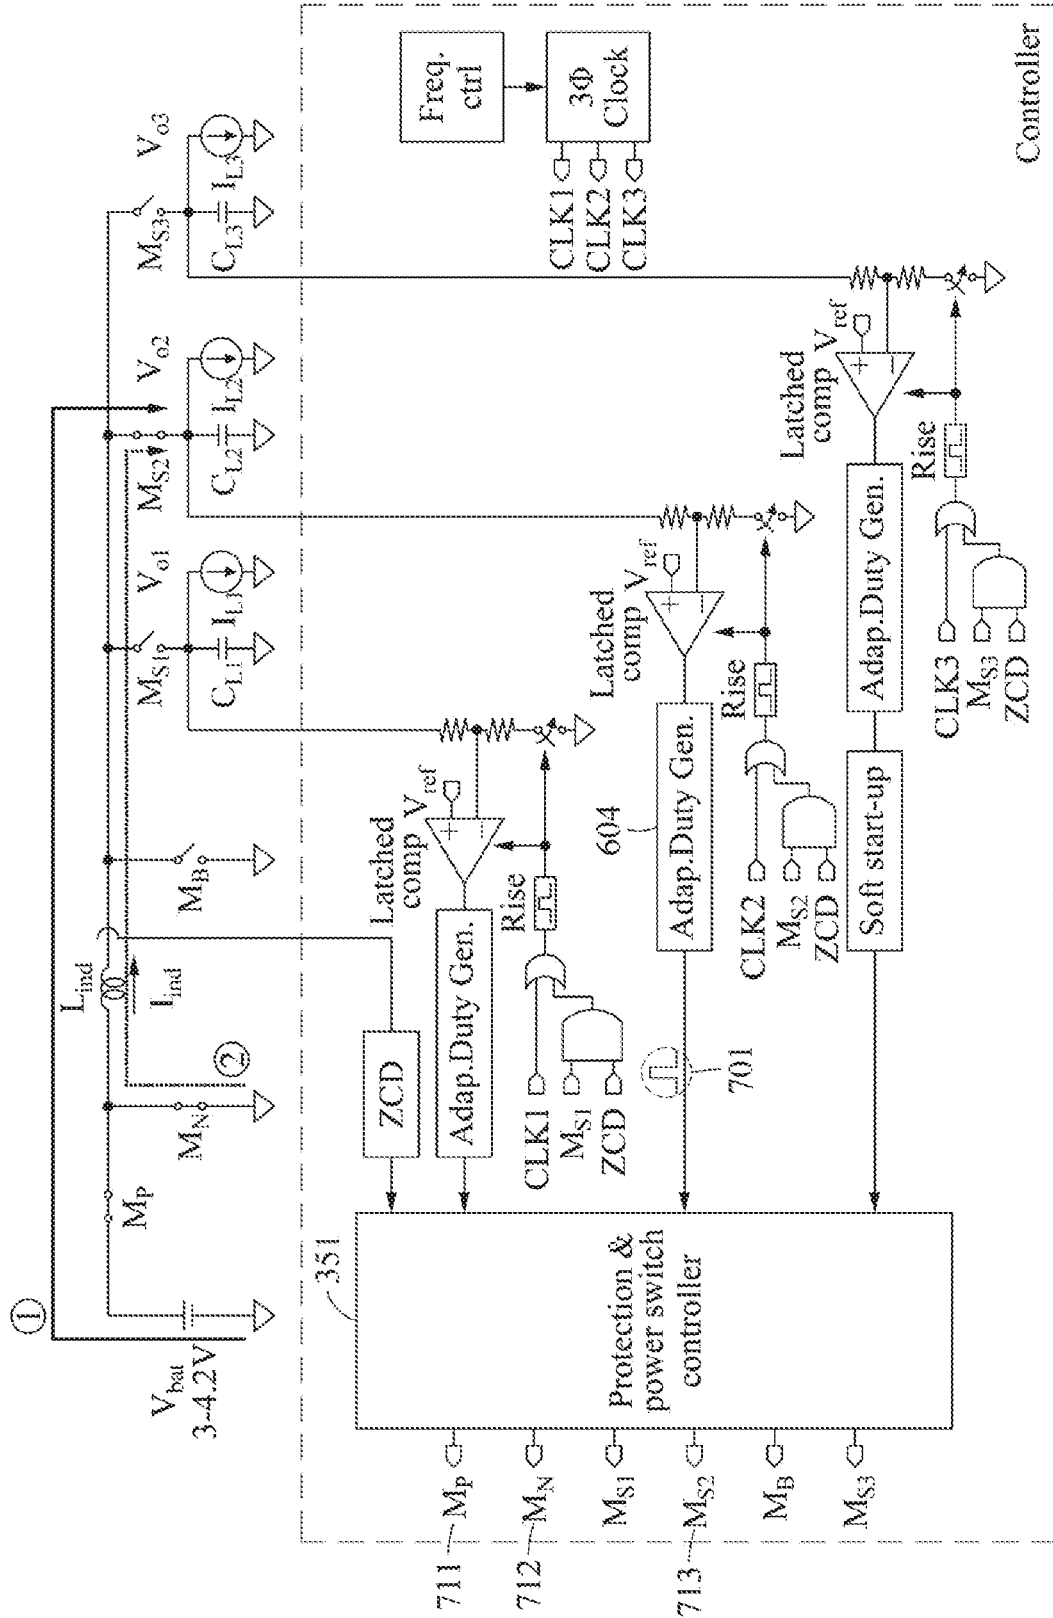 ①
V_bat
3-4.2V
M_P
M_N
②
L_ind
I_ind
M_B
M_S1
V_o1
C_L1
I_L1
M_S2
V_o2
C_L2
I_L2
M_S3
V_o3
C_L3
I_L3
351
Protection &
power switch
controller
711
M_P
712
M_N
M_S1
713
M_S2
M_B
M_S3
ZCD
Adap.Duty Gen.
Latched
comp
V_ref
+
−
Rise
CLK1
M_S1
ZCD
701
604
Adap.Duty Gen.
Latched
comp
V_ref
+
−
Rise
CLK2
M_S2
ZCD
Soft start-up
Adap.Duty Gen.
Latched
comp
V_ref
+
−
Rise
CLK3
M_S3
ZCD
Freq.
ctrl
3Φ
Clock
CLK1
CLK2
CLK3
Controller